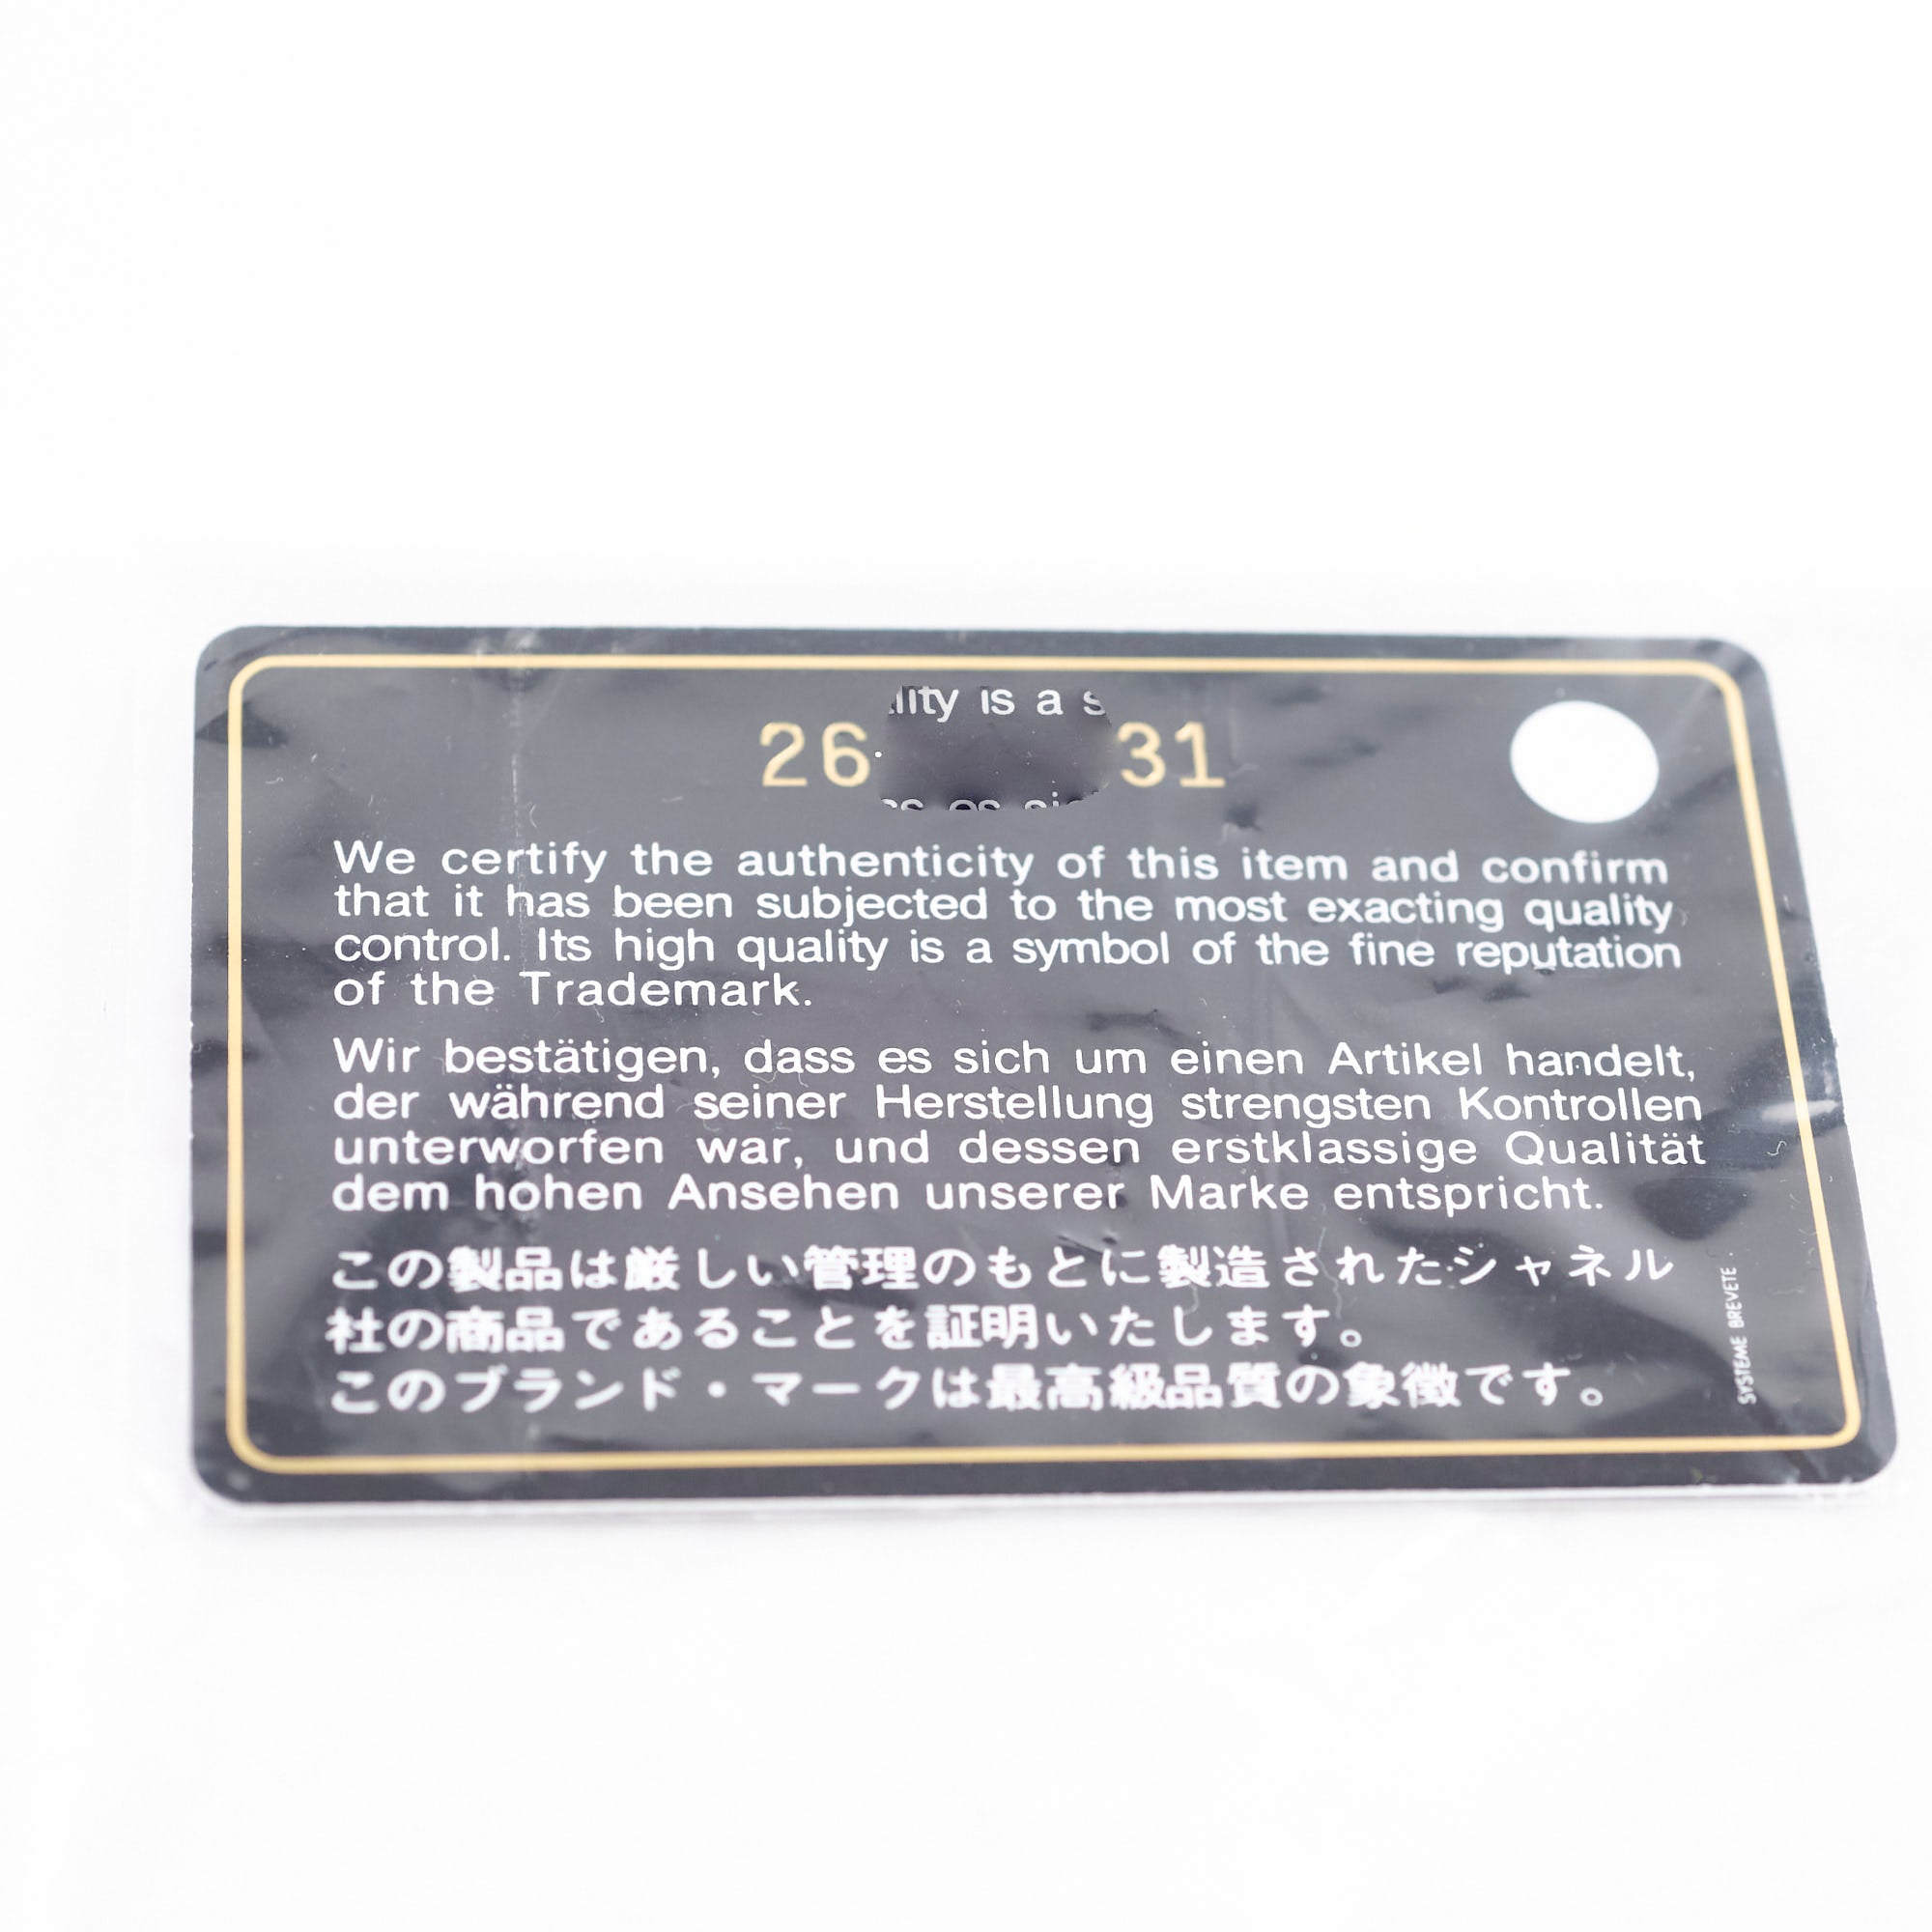 lity is a s
26 31
We certify the authenticity of this item and confirm
that it has been subjected to the most exacting quality
control. Its high quality is a symbol of the fine reputation
of the Trademark.
Wir bestätigen, dass es sich um einen Artikel handelt,
der während seiner Herstellung strengsten Kontrollen
unterworfen war, und dessen erstklassige Qualität
dem hohen Ansehen unserer Marke entspricht.
この製品は厳しい管理のもとに製造されたシャネル
社の商品であることを証明いたします。
このブランド・マークは最高級品質の象徴です。
SYSTEME BREVETE.